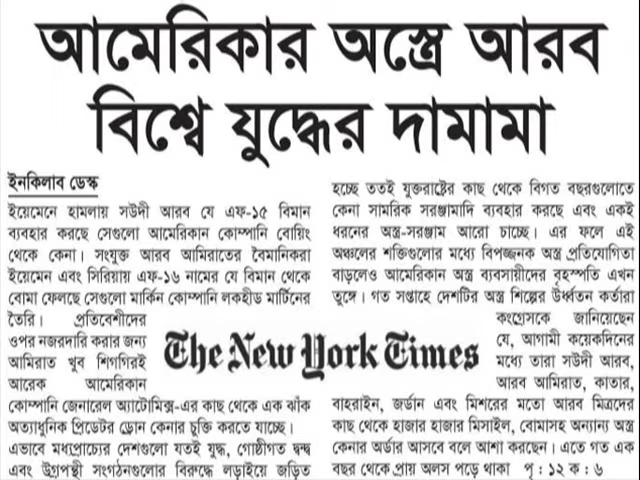 আমেরিকার অস্ত্রে আরব
বিশ্বে যুদ্ধের দামামা
ইনকিলাব ডেস্ক
ইয়েমেনে হামলায় সউদী আরব যে এফ-১৫ বিমান
ব্যবহার করছে সেগুলো আমেরিকান কোম্পানি বোয়িং
থেকে কেনা। সংযুক্ত আরব আমিরাতের বৈমানিকরা
ইয়েমেন এবং সিরিয়ায় এফ-১৬ নামের যে বিমান থেকে
বোমা ফেলছে সেগুলো মার্কিন কোম্পানি লকহীড মার্টিনের
তৈরি। প্রতিবেশীদের
ওপর নজরদারি করার জন্য
আমিরাত খুব শিগগিরই
আরেক আমেরিকান
কোম্পানি জেনারেল অ্যাটোমিক্স-এর কাছ থেকে এক ঝাঁক
অত্যাধুনিক প্রিডেটর ড্রোন কেনার চুক্তি করতে যাচ্ছে।
এভাবে মধ্যপ্রাচ্যের দেশগুলো যতই যুদ্ধ, গোষ্ঠীগত দ্বন্দ্ব
এবং উগ্রপন্থী সংগঠনগুলোর বিরুদ্ধে লড়াইয়ে জড়িত
The New York Times
হচ্ছে ততই যুক্তরাষ্ট্রের কাছ থেকে বিগত বছরগুলোতে
কেনা সামরিক সরঞ্জামাদি ব্যবহার করছে এবং একই
ধরনের অস্ত্র-সরঞ্জাম আরো চাচ্ছে। এর ফলে এই
অঞ্চলের শক্তিগুলোর মধ্যে বিপজ্জনক অস্ত্র প্রতিযোগিতা
বাড়লেও আমেরিকান অস্ত্র ব্যবসায়ীদের বৃহস্পতি এখন
তুঙ্গে। গত সপ্তাহে দেশটির অস্ত্র শিল্পের উর্ধ্বতন কর্তারা
কংগ্রেসকে জানিয়েছেন
যে, আগামী কয়েকদিনের
মধ্যে তারা সউদী আরব,
আরব আমিরাত, কাতার,
বাহরাইন, জর্ডান এবং মিশরের মতো আরব মিত্রদের
কাছ থেকে হাজার হাজার মিসাইল, বোমাসহ অন্যান্য অস্ত্র
কেনার অর্ডার আসবে বলে আশা করছেন। এতে গত এক
বছর থেকে প্রায় অলস পড়ে থাকা পৃ : ১২ ক : ৬